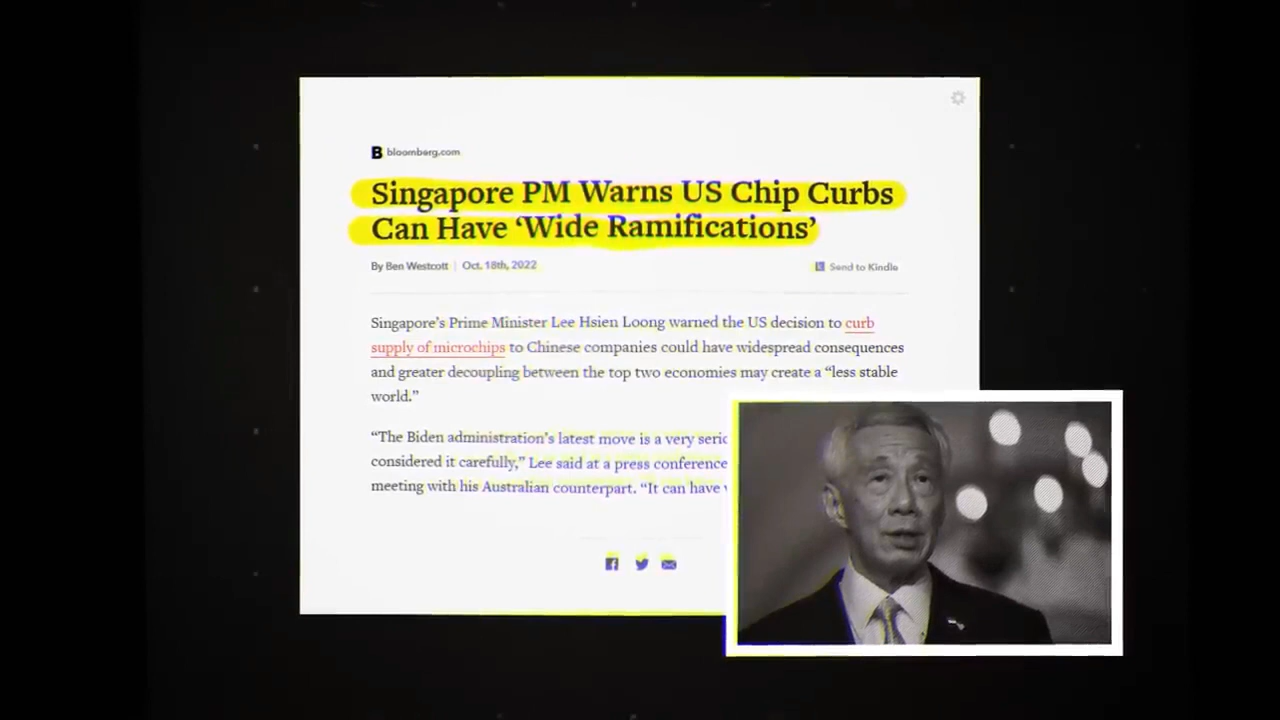 B bloomberg.com
Singapore PM Warns US Chip Curbs
Can Have ‘Wide Ramifications’
By Ben Westcott | Oct. 18th, 2022
Send to Kindle
Singapore’s Prime Minister Lee Hsien Loong warned the US decision to curb
supply of microchips to Chinese companies could have widespread consequences
and greater decoupling between the top two economies may create a “less stable
world.”
“The Biden administration’s latest move is a very
considered it carefully,” Lee said at a press conference
meeting with his Australian counterpart. “It can have